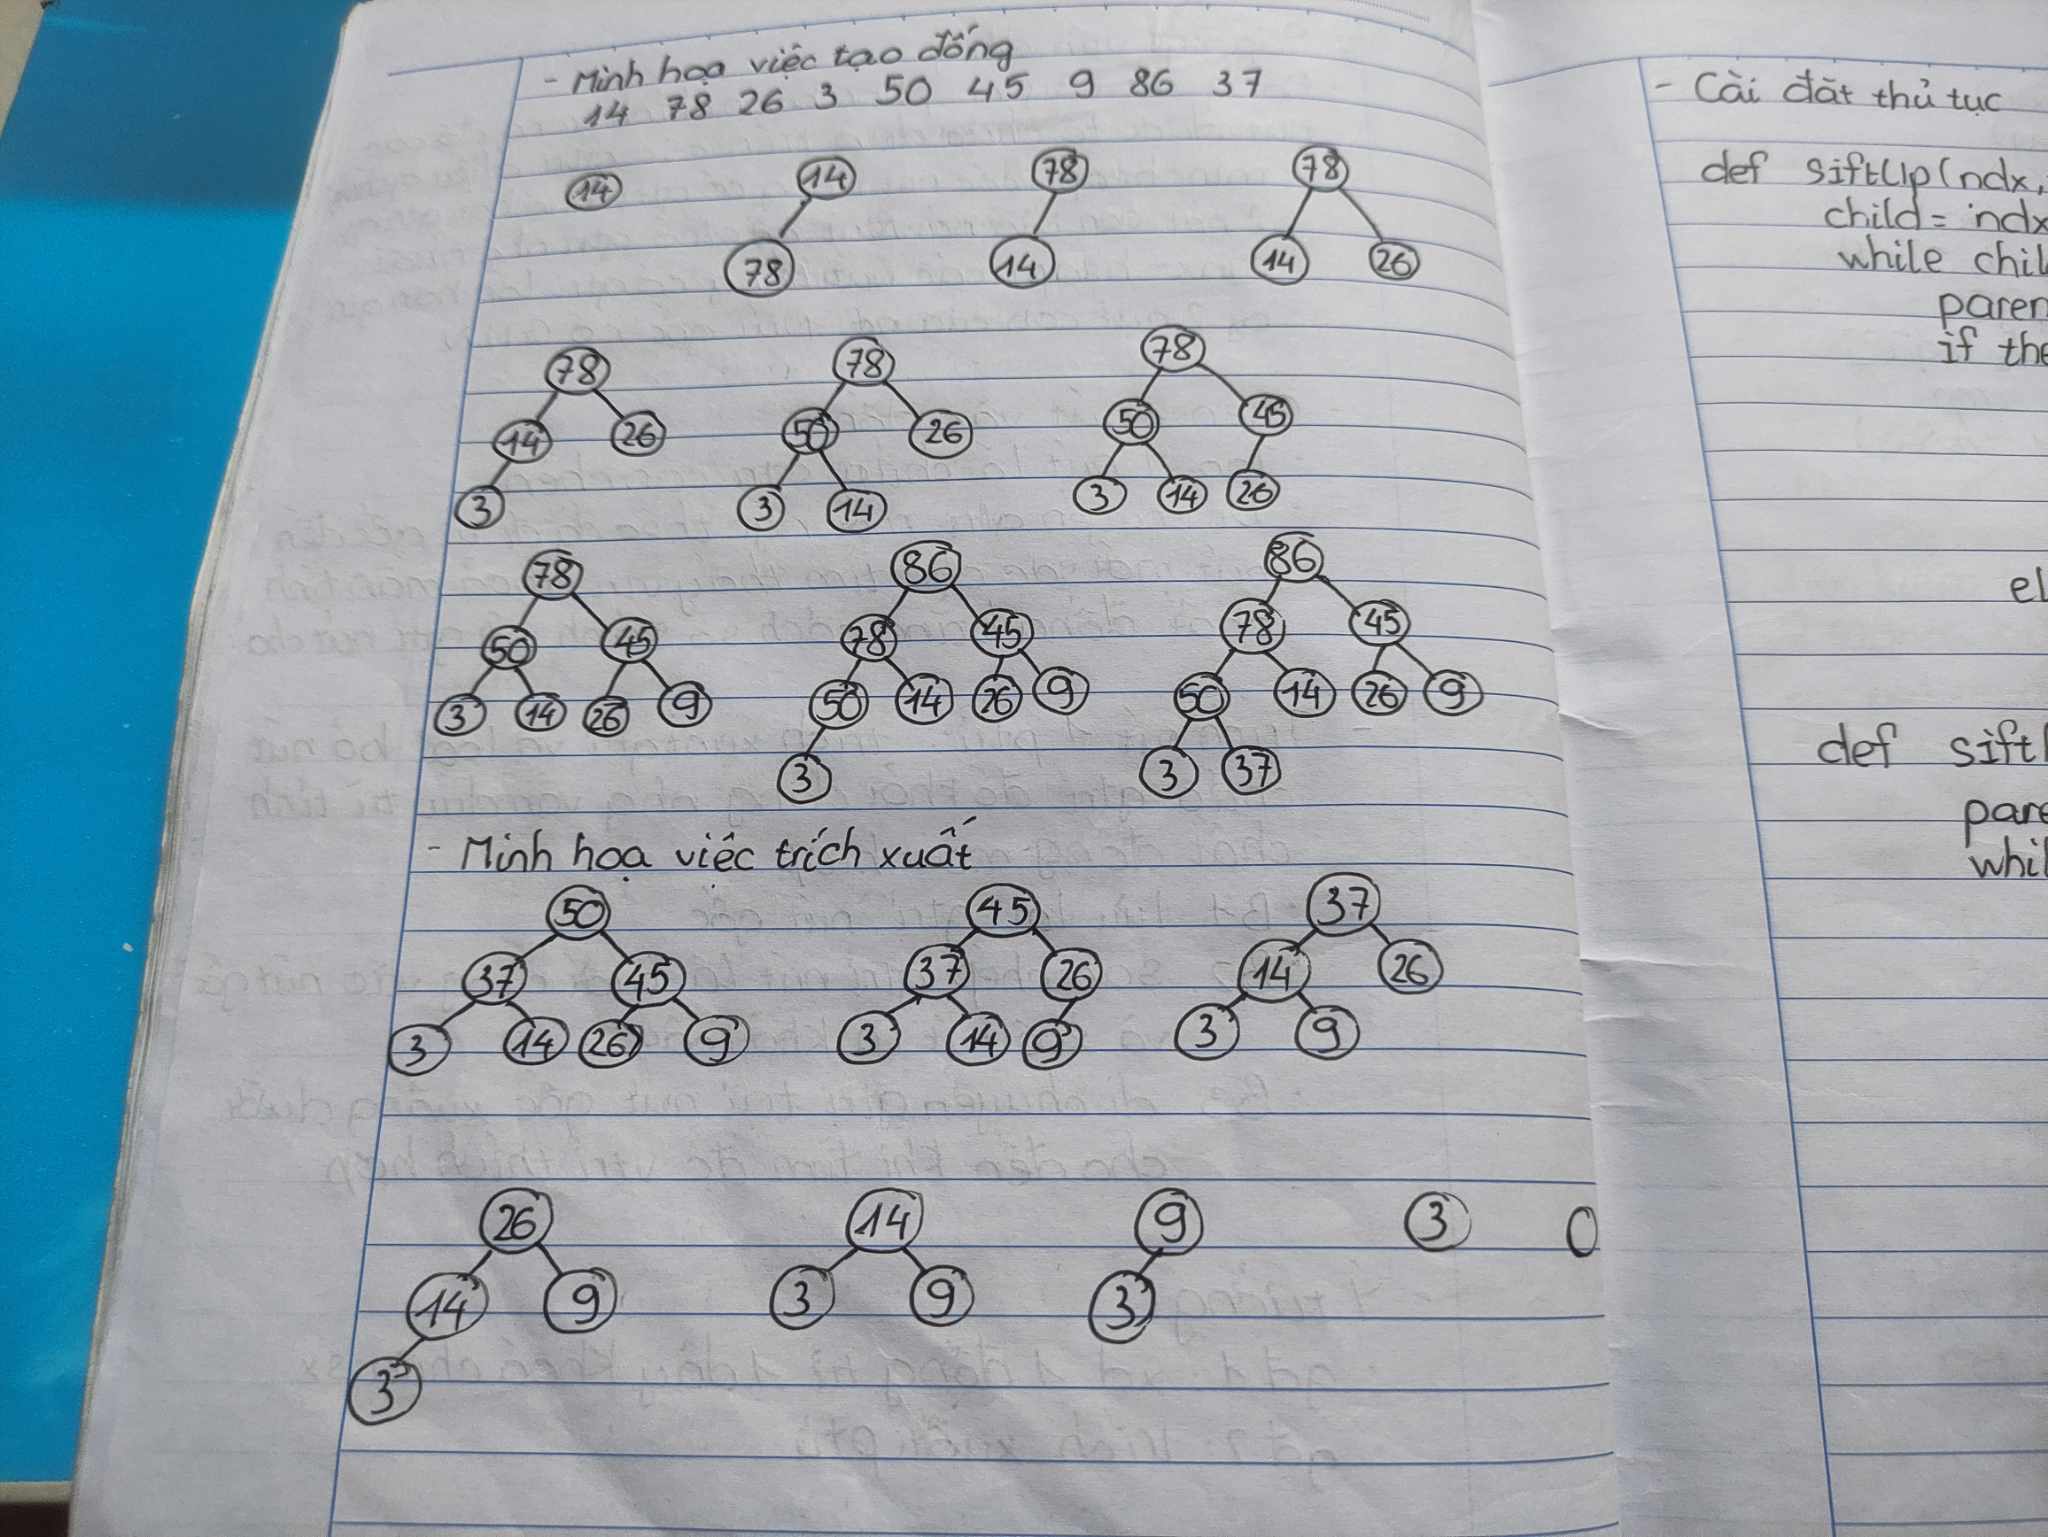 - Minh họa việc tạo đống
14 78 26 3 50 45 9 86 37
14 14 78 78
78 14 14 26
78 78 78
14 26 50 26 50 45
3 3 14 3 14 26
78 86 86
50 45 78 45 78 45
3 14 26 9 50 14 26 9 50 14 26 9
3 3 37
- Minh họa việc trích xuất
50 45 37
37 45 37 26 14 26
3 14 26 9 3 14 9 3 9
26 14 9 3 0
14 9 3 9 3
3
- Cài đặt thủ tục
def siftUp(ndx,
child = ndx
while chil
paren
if the
el
def sift
pare
whil